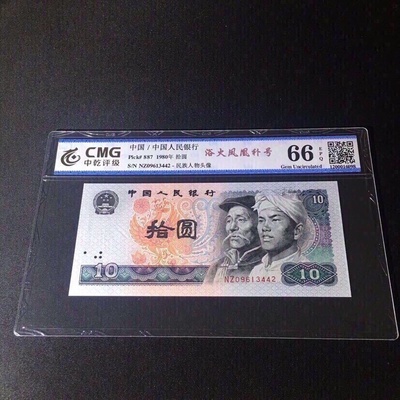 CMG
中乾评级
中国/中国人民银行
Pick# 887 1980年 拾圆
S/N NZ09613442 - 民族人物头像
浴火凤凰补号
66 EPQ
Gem Uncirculated
中国人民银行
10
拾圆
10
10
NZ09613442